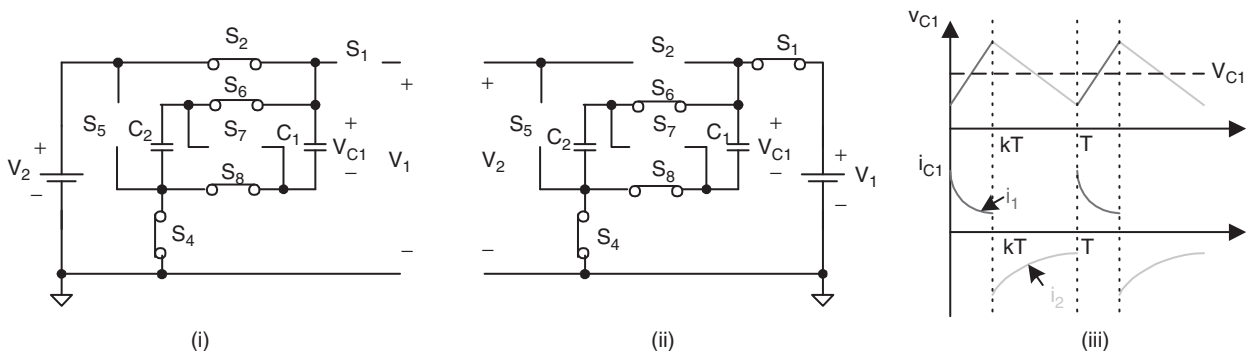 S2
S1
+
S6
S5
C2
S7
C1
+
VC1
−
V1
V2
+
−
S8
S4
−
(i)
S2
S1
+
S6
S5
C2
S7
C1
+
VC1
−
V2
+
V1
−
S8
S4
−
(ii)
vC1
VC1
kT
T
iC1
i1
kT
T
i2
(iii)